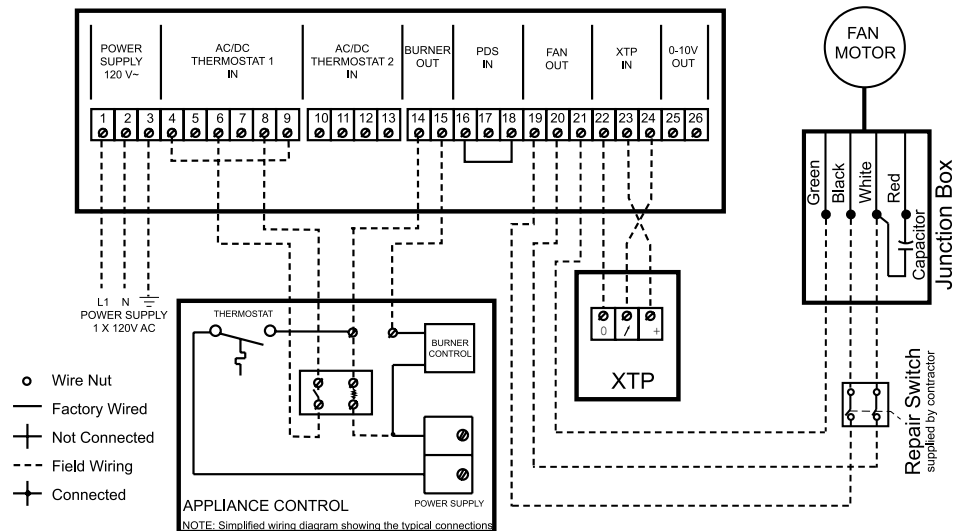 POWER
SUPPLY
120 V~
AC/DC
THERMOSTAT 1
IN
AC/DC
THERMOSTAT 2
IN
BURNER
OUT
PDS
IN
FAN
OUT
XTP
IN
0-10V
OUT
1 2 3 4 5 6 7 8 9 10 11 12 13 14 15 16 17 18 19 20 21 22 23 24 25 26
FAN
MOTOR
Green
Black
White
Red
Capacitor
Junction Box
L1 N
POWER SUPPLY
1 X 120V AC
THERMOSTAT
BURNER
CONTROL
POWER SUPPLY
APPLIANCE CONTROL
NOTE: Simplified wiring diagram showing the typical connections
0 / +
XTP
Repair Switch
supplied by contractor
Wire Nut
Factory Wired
Not Connected
Field Wiring
Connected